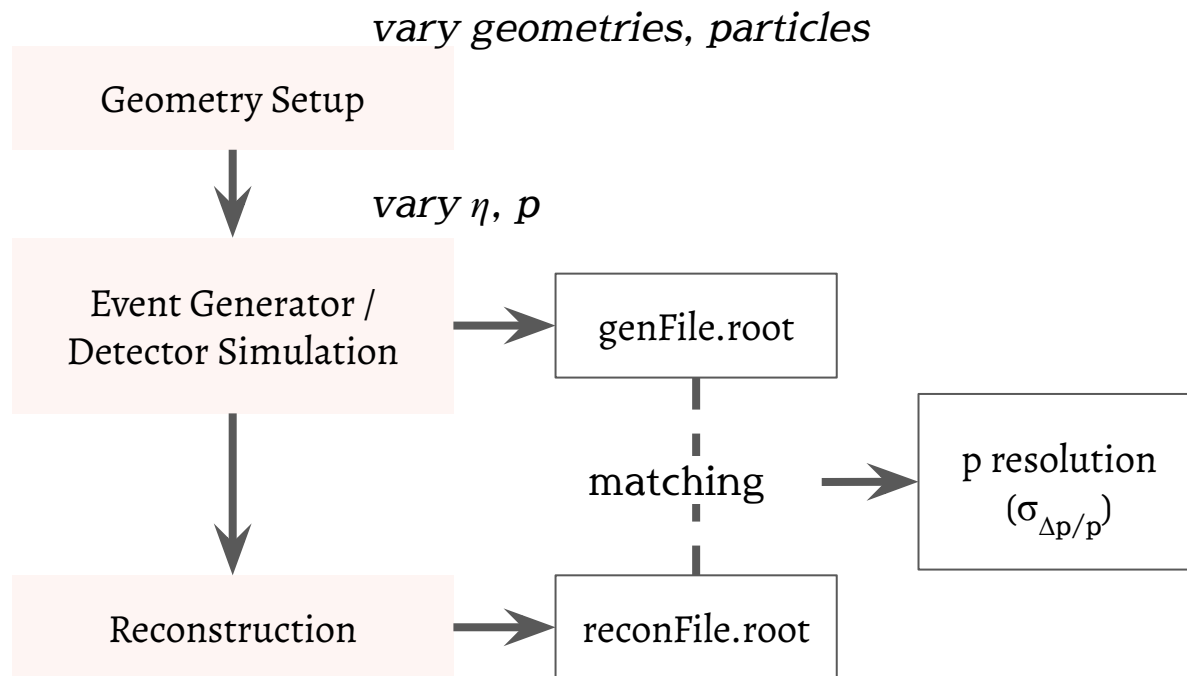 vary geometries, particles
Geometry Setup
vary η, p
Event Generator /
Detector Simulation
genFile.root
matching
p resolution
(σΔp/p)
Reconstruction
reconFile.root